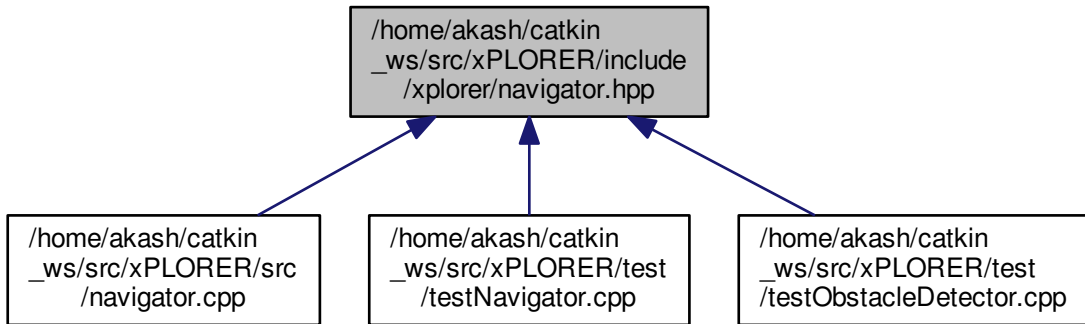 /home/akash/catkin
_ws/src/xPLORER/include
/xplorer/navigator.hpp
/home/akash/catkin
_ws/src/xPLORER/src
/navigator.cpp
/home/akash/catkin
_ws/src/xPLORER/test
/testNavigator.cpp
/home/akash/catkin
_ws/src/xPLORER/test
/testObstacleDetector.cpp